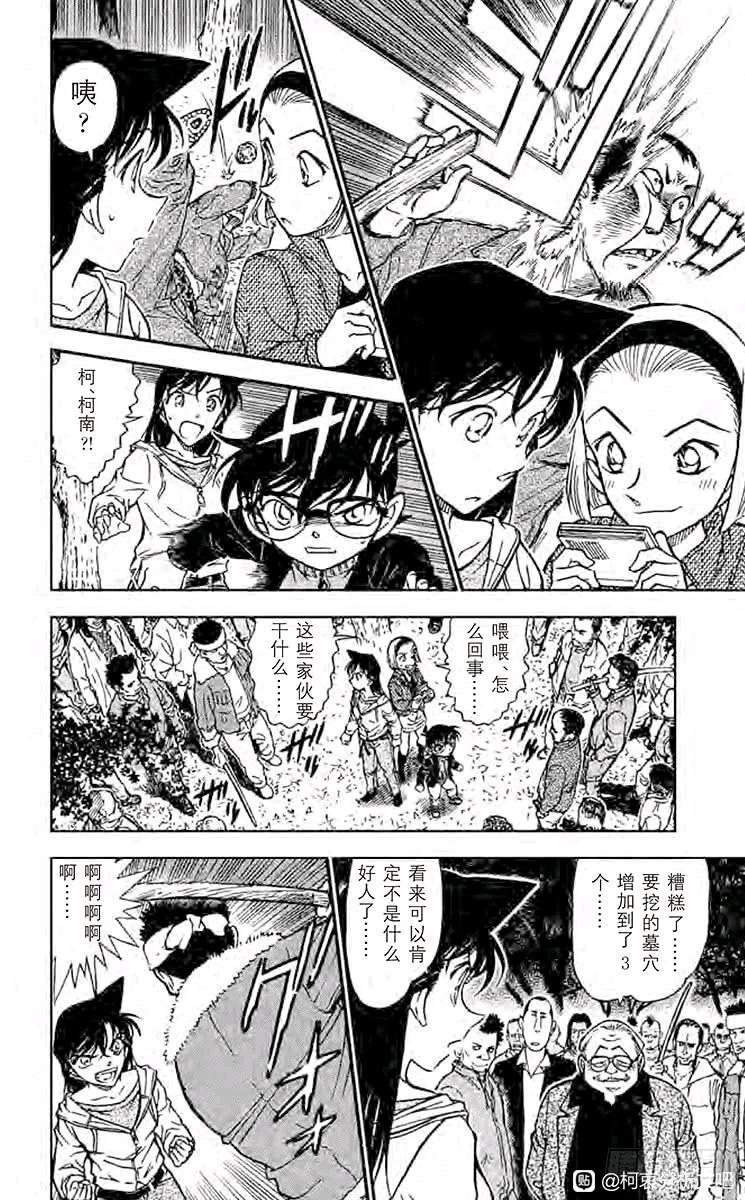 咦？
柯、柯
南?!
喂喂、怎
么回事……
这些家伙要
干什么……
糟糕了……
要挖的墓穴
增加到了3
个……
看来可以肯
定不是什么
好人了……
啊啊啊啊
啊……